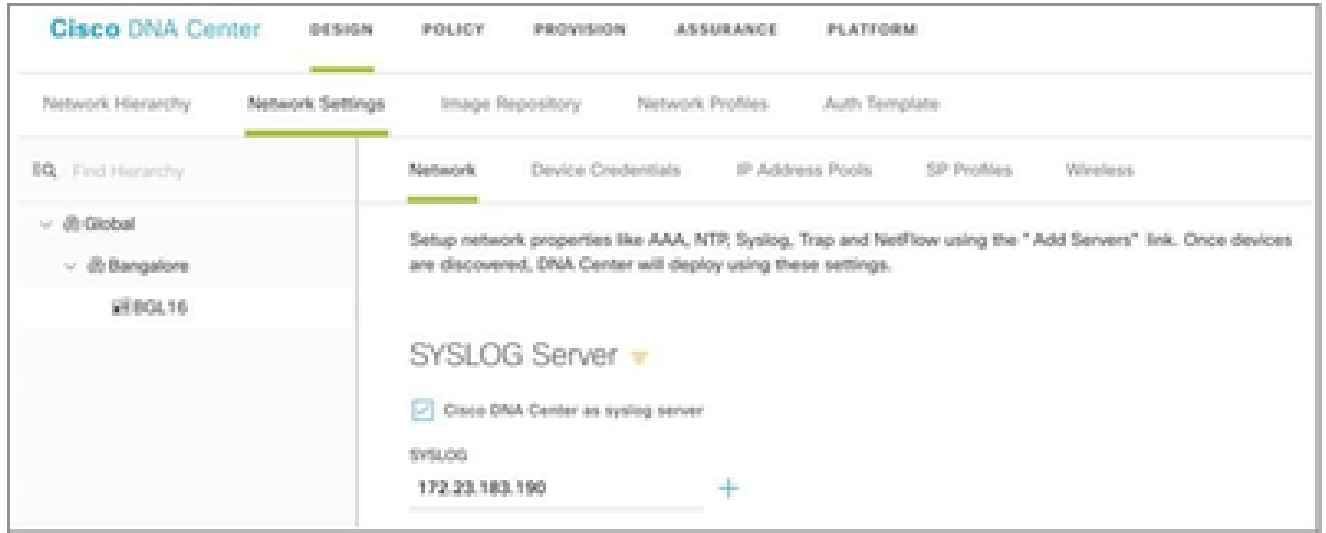 Cisco DNA Center DESIGN POLICY PROVISION ASSURANCE PLATFORM
Network Hierarchy Network Settings Image Repository Network Profiles Auth Template
Find Hierarchy
Network Device Credentials IP Address Pools SP Profiles Wireless
Global
Bangalore
BGL16
Setup network properties like AAA, NTP, Syslog, Trap and NetFlow using the " Add Servers" link. Once devices
are discovered, DNA Center will deploy using these settings.
SYSLOG Server
Cisco DNA Center as syslog server
SYSLOG
172.23.183.190